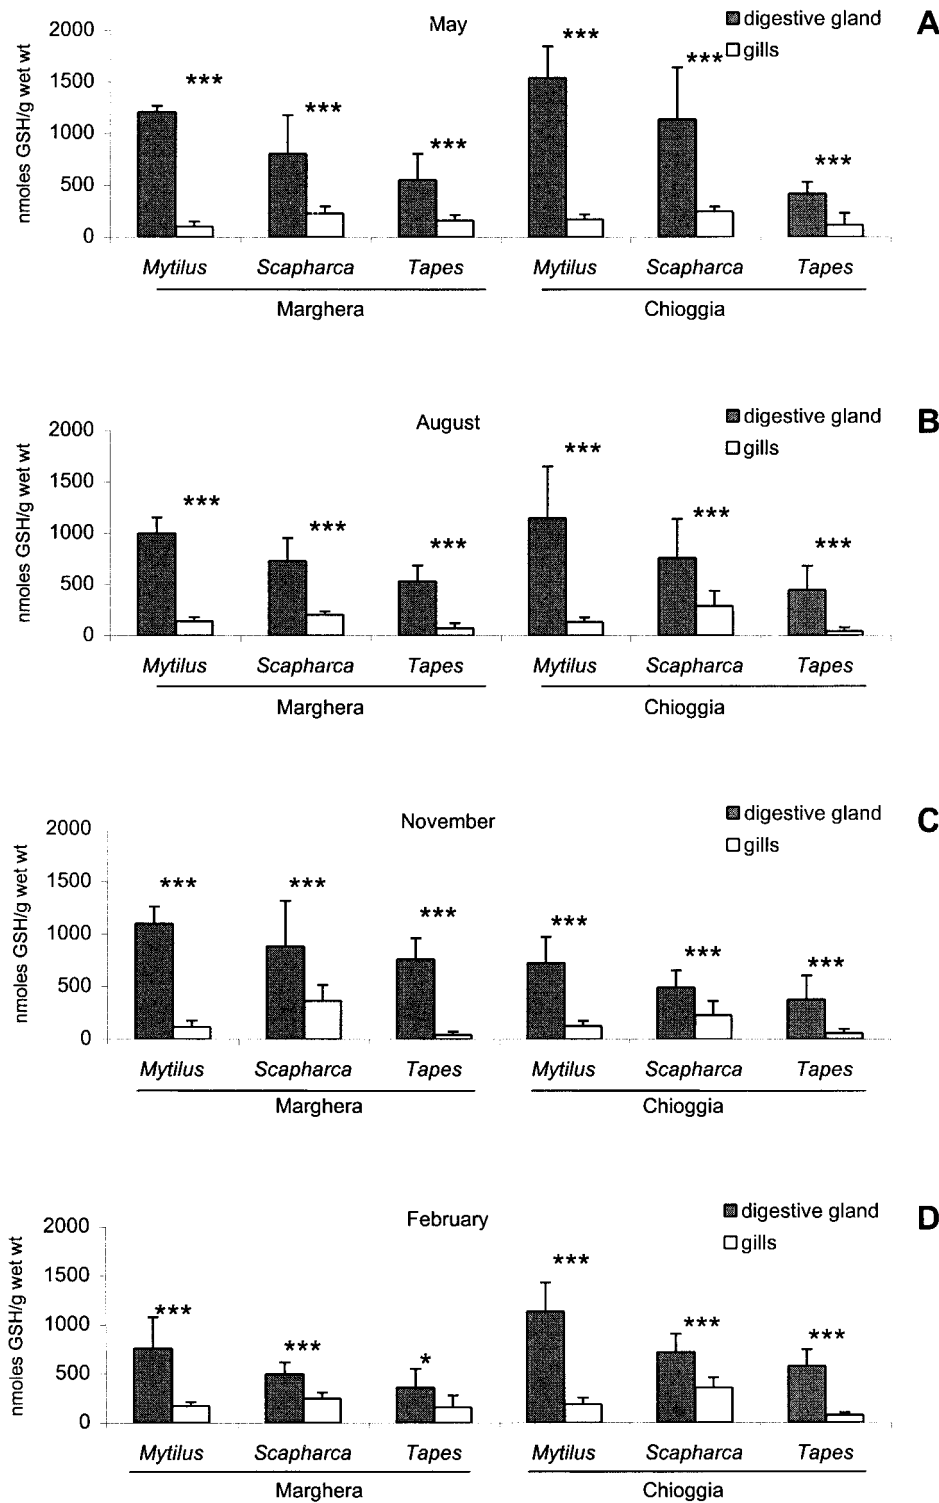 May
digestive gland
gills
A
nmoles GSH/g wet wt
2000
1500
1000
500
0
***
***
***
***
***
***
Mytilus Scapharca Tapes Mytilus Scapharca Tapes
Marghera Chioggia
August
digestive gland
gills
B
nmoles GSH/g wet wt
2000
1500
1000
500
0
***
***
***
***
***
***
Mytilus Scapharca Tapes Mytilus Scapharca Tapes
Marghera Chioggia
November
digestive gland
gills
C
nmoles GSH/g wet wt
2000
1500
1000
500
0
***
***
***
***
***
***
Mytilus Scapharca Tapes Mytilus Scapharca Tapes
Marghera Chioggia
February
digestive gland
gills
D
nmoles GSH/g wet wt
2000
1500
1000
500
0
***
***
*
***
***
***
Mytilus Scapharca Tapes Mytilus Scapharca Tapes
Marghera Chioggia